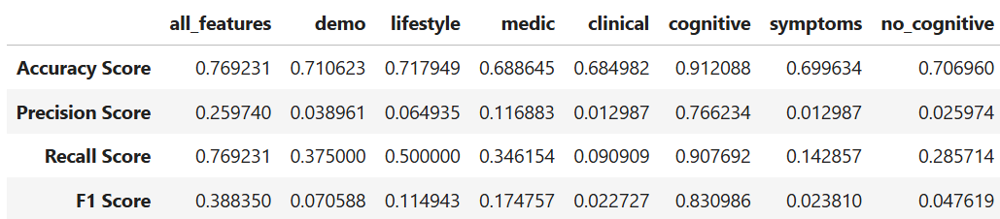 all_features demo lifestyle medic clinical cognitive symptoms no_cognitive
Accuracy Score 0.769231 0.710623 0.717949 0.688645 0.684982 0.912088 0.699634 0.706960
Precision Score 0.259740 0.038961 0.064935 0.116883 0.012987 0.766234 0.012987 0.025974
Recall Score 0.769231 0.375000 0.500000 0.346154 0.090909 0.907692 0.142857 0.285714
F1 Score 0.388350 0.070588 0.114943 0.174757 0.022727 0.830986 0.023810 0.047619